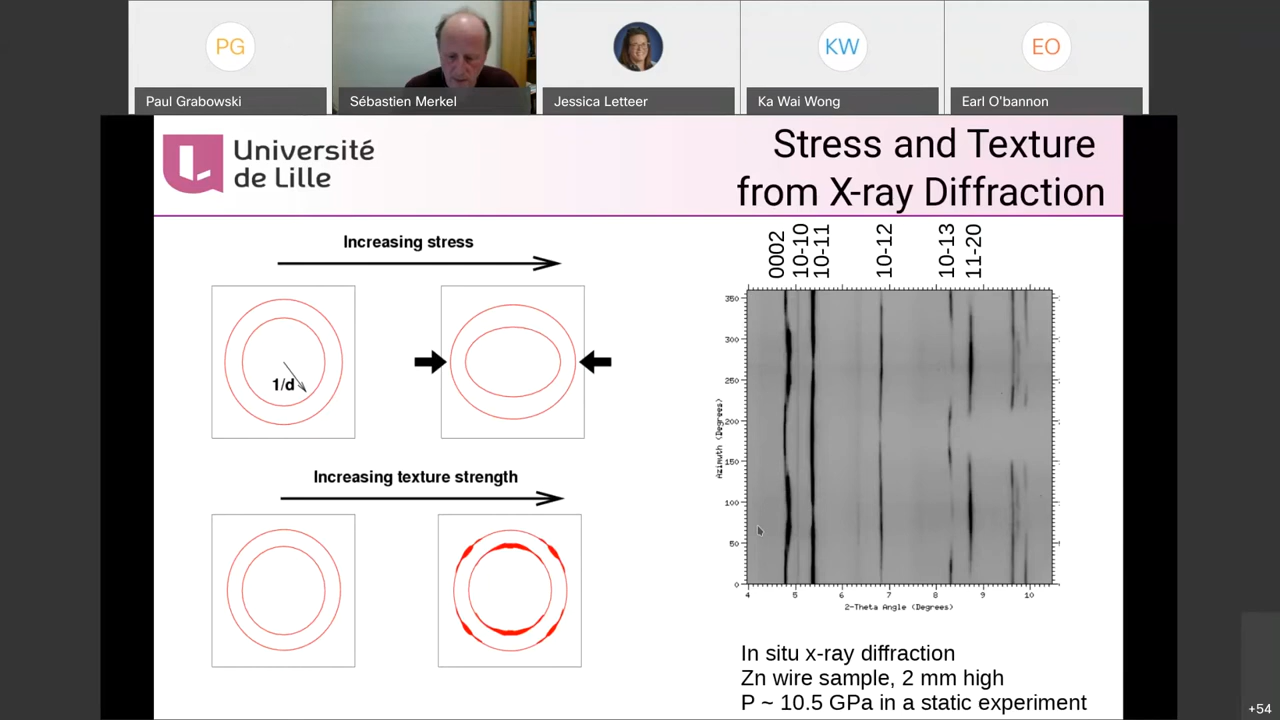 PG
KW
EO
Paul Grabowski
Sébastien Merkel
Jessica Letteer
Ka Wai Wong
Earl O'bannon
Université
de Lille
Stress and Texture
from X-ray Diffraction
Increasing stress
1/d
Increasing texture strength
0002
10-10
10-11
10-12
10-13
11-20
350
300
250
200
150
100
50
0
Azimuth (Degrees)
4 5 6 7 8 9 10
2-Theta Angle (Degrees)
In situ x-ray diffraction
Zn wire sample, 2 mm high
P ~ 10.5 GPa in a static experiment
+54